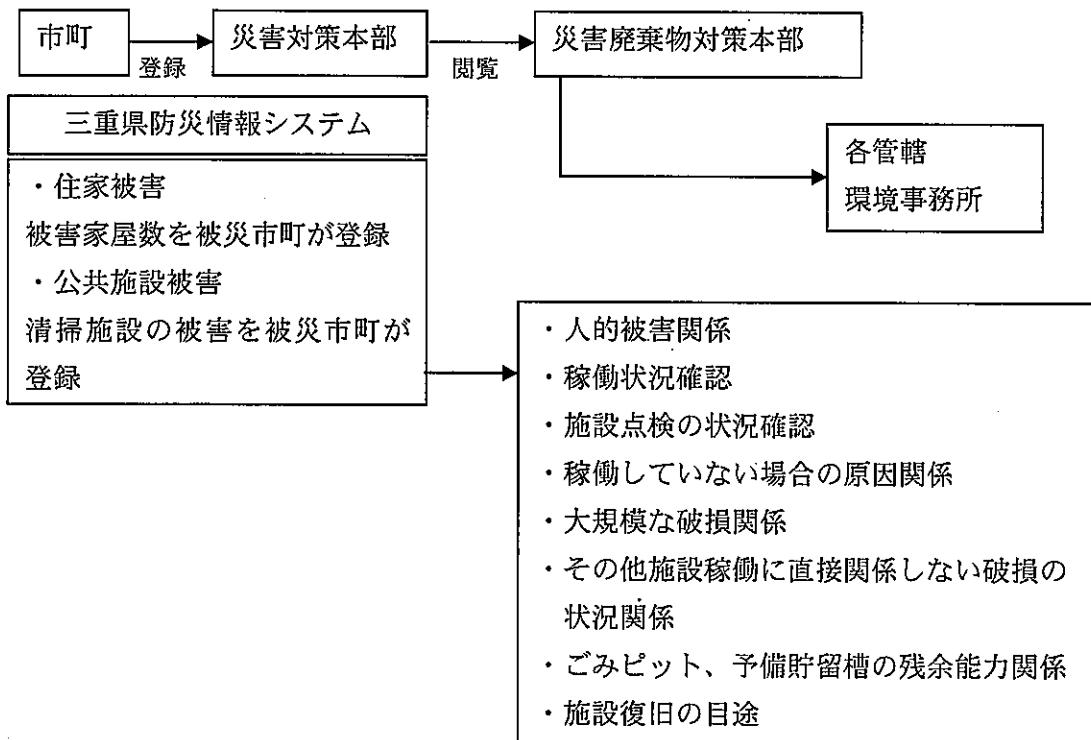 市町
登録
災害対策本部
閲覧
災害廃棄物対策本部
各管轄
環境事務所
三重県防災情報システム
・住家被害
被害家屋数を被災市町が登録
・公共施設被害
清掃施設の被害を被災市町が
登録
・人的被害関係
・稼働状況確認
・施設点検の状況確認
・稼働していない場合の原因関係
・大規模な破損関係
・その他施設稼働に直接関係しない破損の
状況関係
・ごみピット、予備貯留槽の残余能力関係
・施設復旧の目途